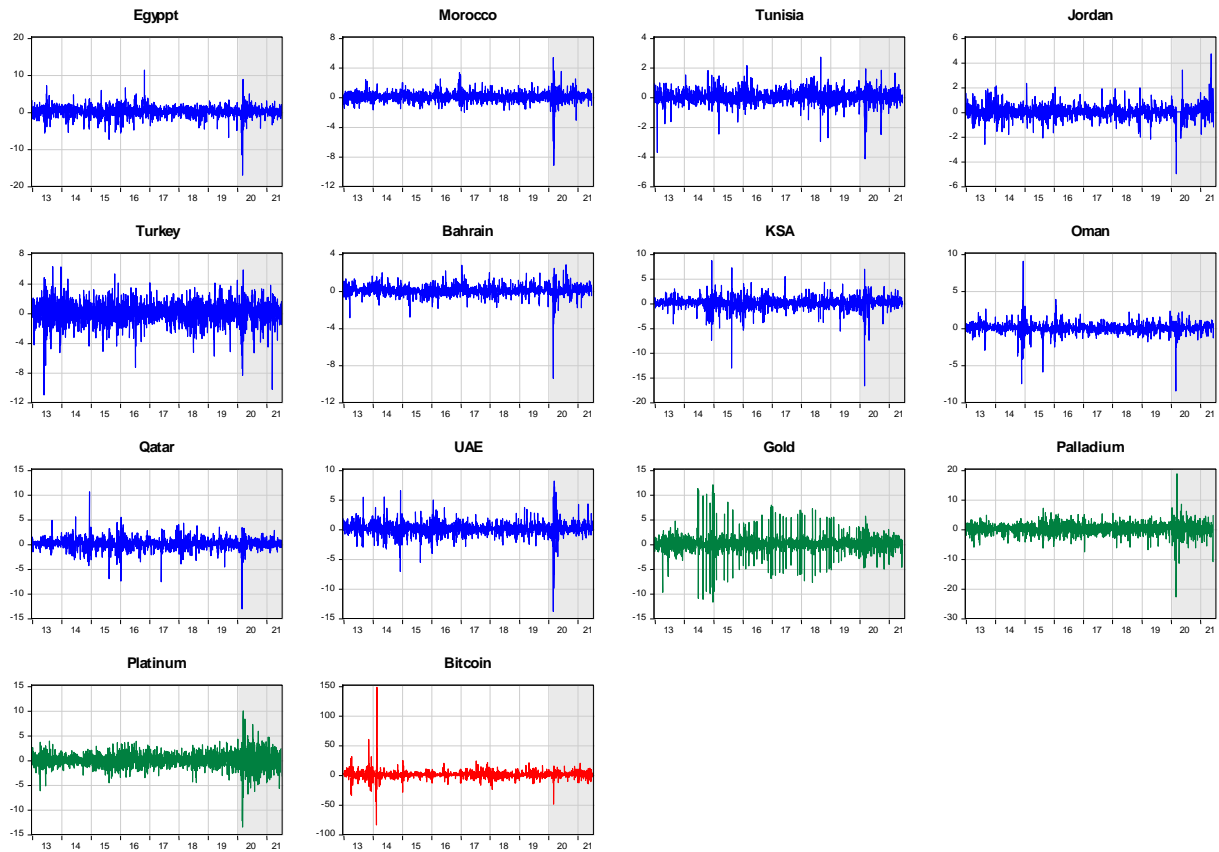 Egyppt Morocco Tunisia Jordan
20 8 4 6
10 4 2 4
0 0 0 2
-10 -4 -2 0
-20 -8 -4 -2
-12 -6 -4
-6
13 14 15 16 17 18 19 20 21 13 14 15 16 17 18 19 20 21 13 14 15 16 17 18 19 20 21 13 14 15 16 17 18 19 20 21
Turkey Bahrain KSA Oman
8 4 10 10
4 0 5 5
0 -4 0 0
-4 -8 -5 -5
-8 -12 -10 -10
-12 -15
-20
13 14 15 16 17 18 19 20 21 13 14 15 16 17 18 19 20 21 13 14 15 16 17 18 19 20 21 13 14 15 16 17 18 19 20 21
Qatar UAE Gold Palladium
15 10 15 20
10 5 10 10
5 0 5 0
0 -5 0 -10
-5 -10 -5 -20
-10 -15 -10 -30
-15 -15
13 14 15 16 17 18 19 20 21 13 14 15 16 17 18 19 20 21 13 14 15 16 17 18 19 20 21 13 14 15 16 17 18 19 20 21
Platinum Bitcoin
15 150
10 100
5 50
0 0
-5 -50
-10 -100
-15
13 14 15 16 17 18 19 20 21 13 14 15 16 17 18 19 20 21